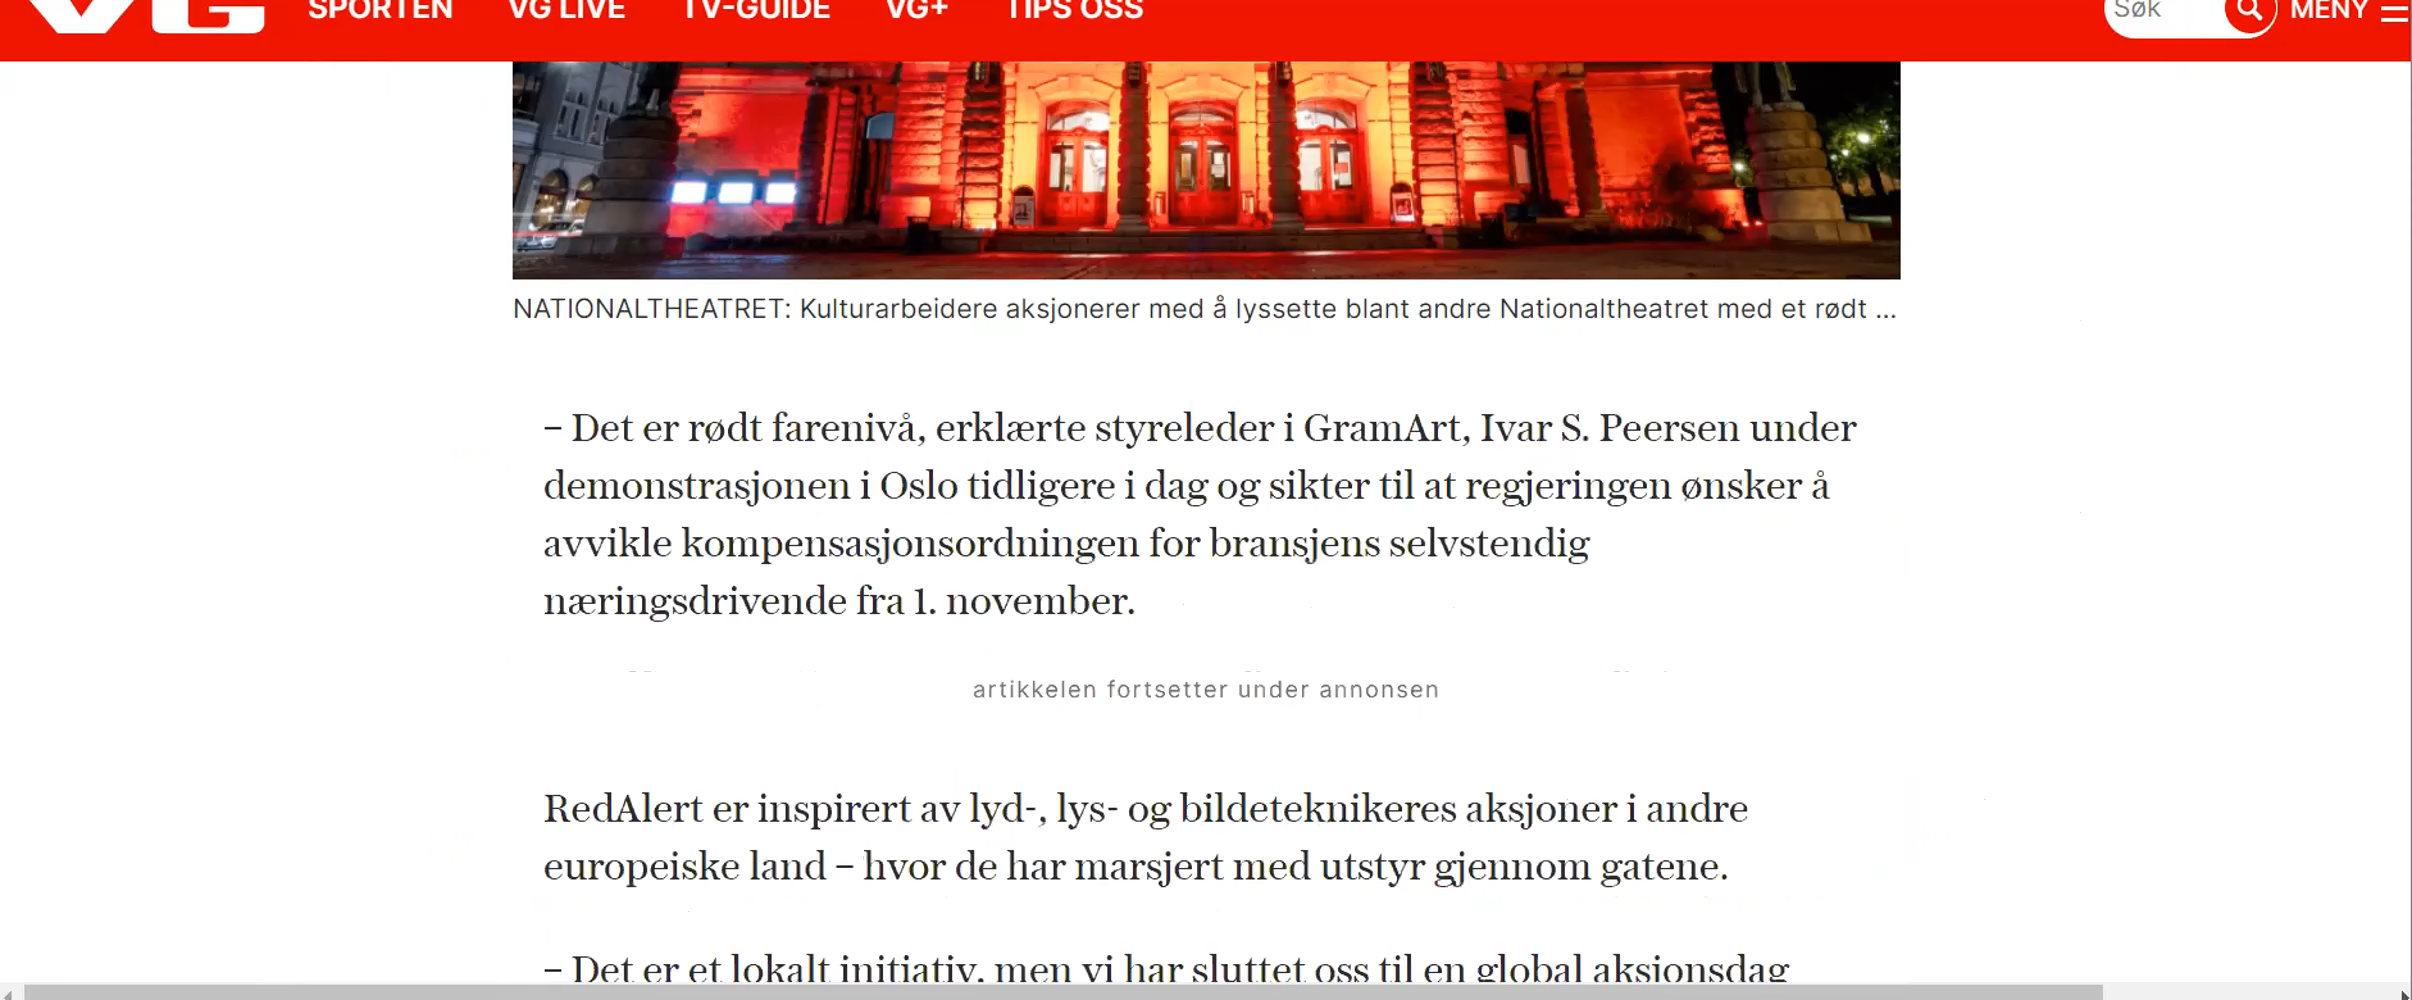 VG SPORTEN VG LIVE TV-GUIDE VG+ TIPS OSS Søk MENY
NATIONALTHEATRET: Kulturarbeidere aksjonerer med å lyssette blant andre Nationaltheatret med et rødt ...
– Det er rødt farenivå, erklærte styreleder i GramArt, Ivar S. Peersen under
demonstrasjonen i Oslo tidligere i dag og sikter til at regjeringen ønsker å
avvikle kompensasjonsordningen for bransjens selvstendig
næringsdrivende fra 1. november.
artikkelen fortsetter under annonsen
RedAlert er inspirert av lyd-, lys- og bildeteknikeres aksjoner i andre
europeiske land – hvor de har marsjert med utstyr gjennom gatene.
– Det er et lokalt initiativ, men vi har sluttet oss til en global aksjonsdag